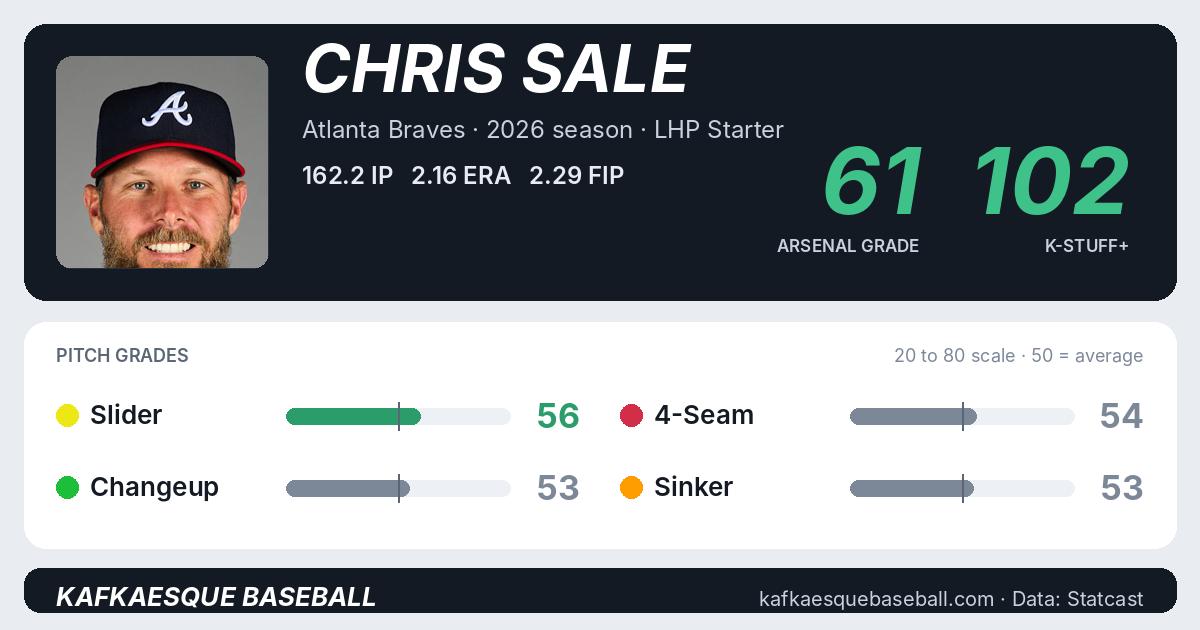 CHRIS SALE
Atlanta Braves · 2026 season · LHP Starter
162.2 IP 2.16 ERA 2.29 FIP
61 102
ARSENAL GRADE K-STUFF+
PITCH GRADES 20 to 80 scale · 50 = average
Slider 56 4-Seam 54
Changeup 53 Sinker 53
KAFKAESQUE BASEBALL kafkaesquebaseball.com · Data: Statcast